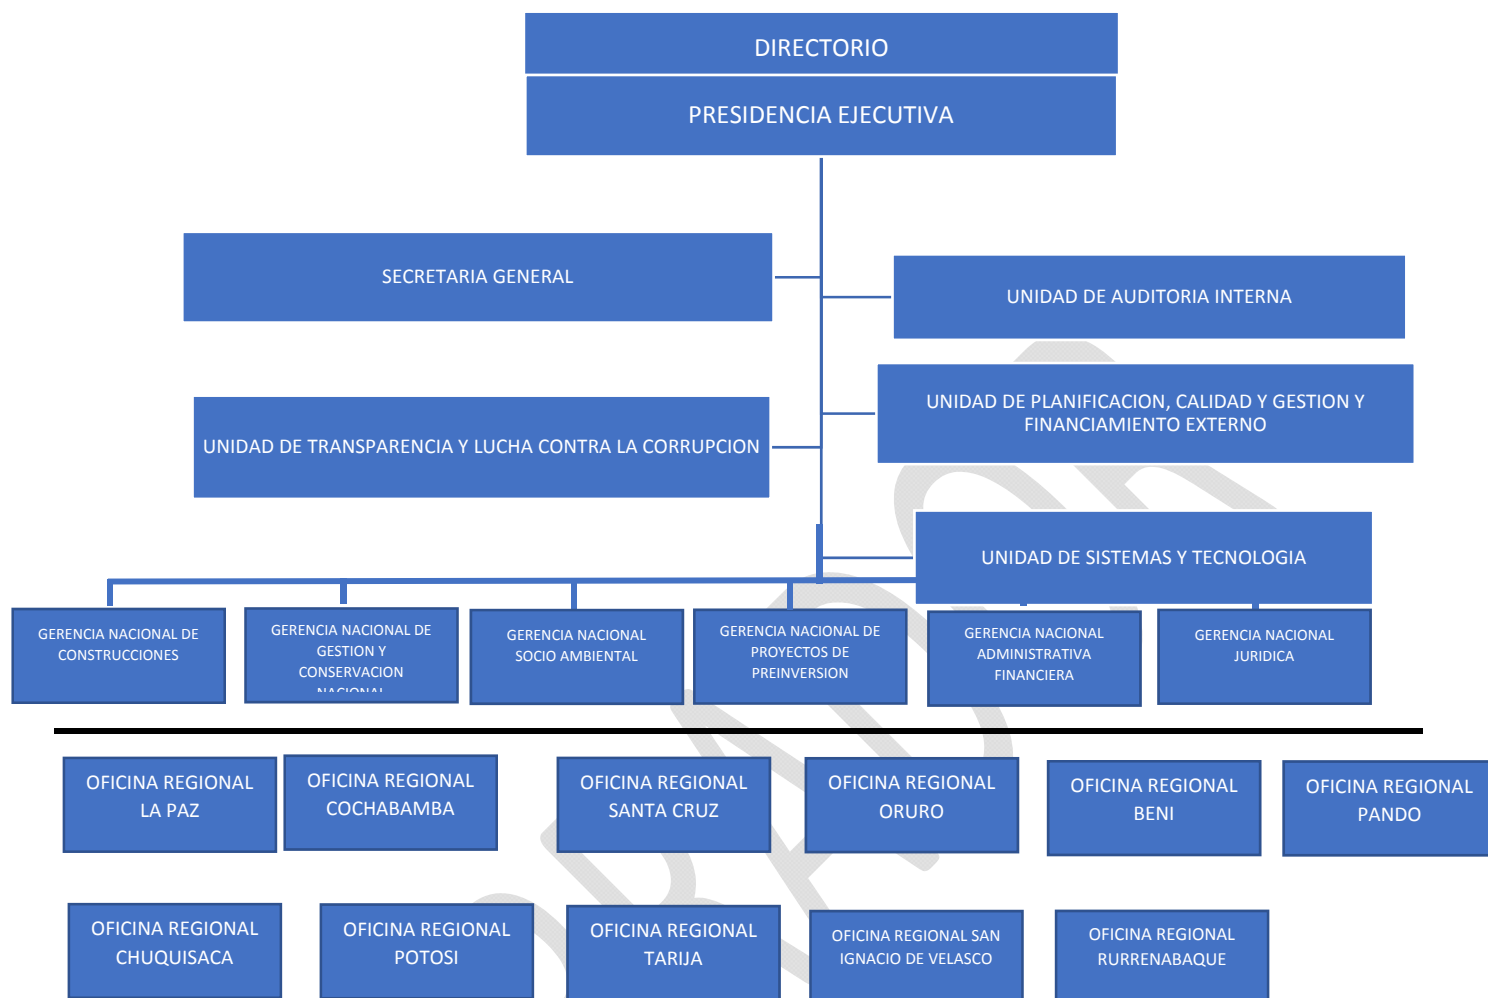 DIRECTORIO
PRESIDENCIA EJECUTIVA
SECRETARIA GENERAL
UNIDAD DE AUDITORIA INTERNA
UNIDAD DE PLANIFICACION, CALIDAD Y GESTION Y
FINANCIAMIENTO EXTERNO
UNIDAD DE TRANSPARENCIA Y LUCHA CONTRA LA CORRUPCION
UNIDAD DE SISTEMAS Y TECNOLOGIA
GERENCIA NACIONAL DE
CONSTRUCCIONES
GERENCIA NACIONAL DE
GESTION Y
CONSERVACION
NACIONAL
GERENCIA NACIONAL
SOCIO AMBIENTAL
GERENCIA NACIONAL DE
PROYECTOS DE
PREINVERSION
GERENCIA NACIONAL
ADMINISTRATIVA
FINANCIERA
GERENCIA NACIONAL
JURIDICA
OFICINA REGIONAL
LA PAZ
OFICINA REGIONAL
COCHABAMBA
OFICINA REGIONAL
SANTA CRUZ
OFICINA REGIONAL
ORURO
OFICINA REGIONAL
BENI
OFICINA REGIONAL
PANDO
OFICINA REGIONAL
CHUQUISACA
OFICINA REGIONAL
POTOSI
OFICINA REGIONAL
TARIJA
OFICINA REGIONAL SAN
IGNACIO DE VELASCO
OFICINA REGIONAL
RURRENABAQUE